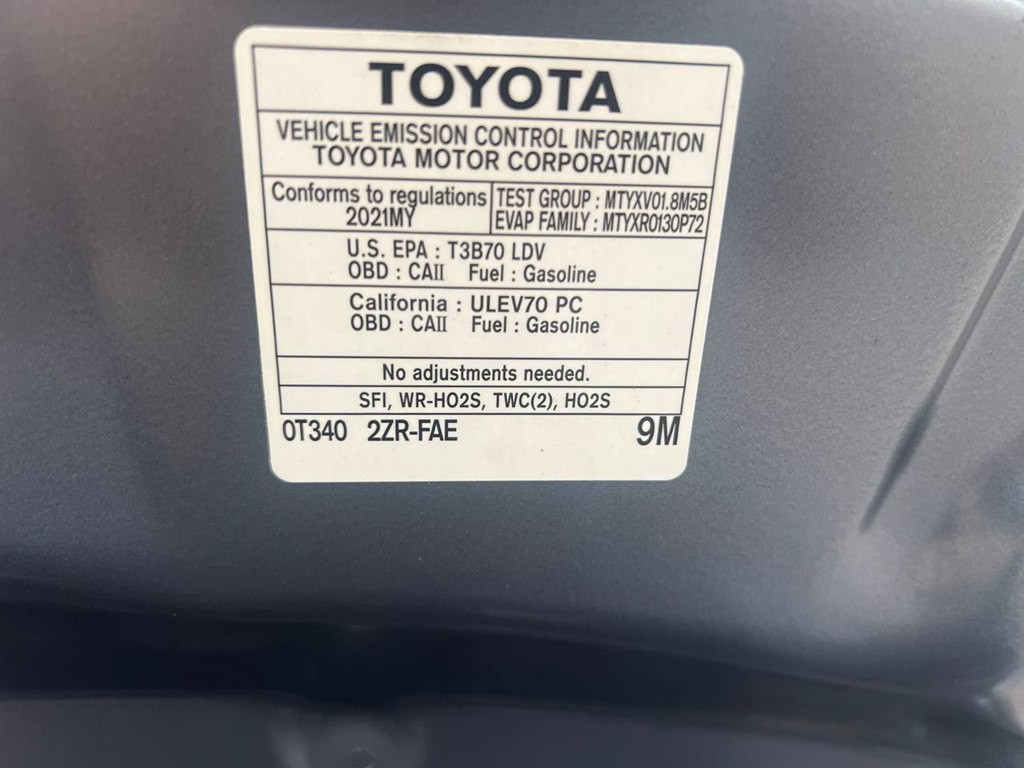 TOYOTA
VEHICLE EMISSION CONTROL INFORMATION
TOYOTA MOTOR CORPORATION
Conforms to regulations
2021MY
TEST GROUP : MTYXV01.8M5B
EVAP FAMILY : MTYXR0130P72
U.S. EPA : T3B70 LDV
OBD : CAII Fuel : Gasoline
California : ULEV70 PC
OBD : CAII Fuel : Gasoline
No adjustments needed.
SFI, WR-HO2S, TWC(2), HO2S
0T340 2ZR-FAE 9M